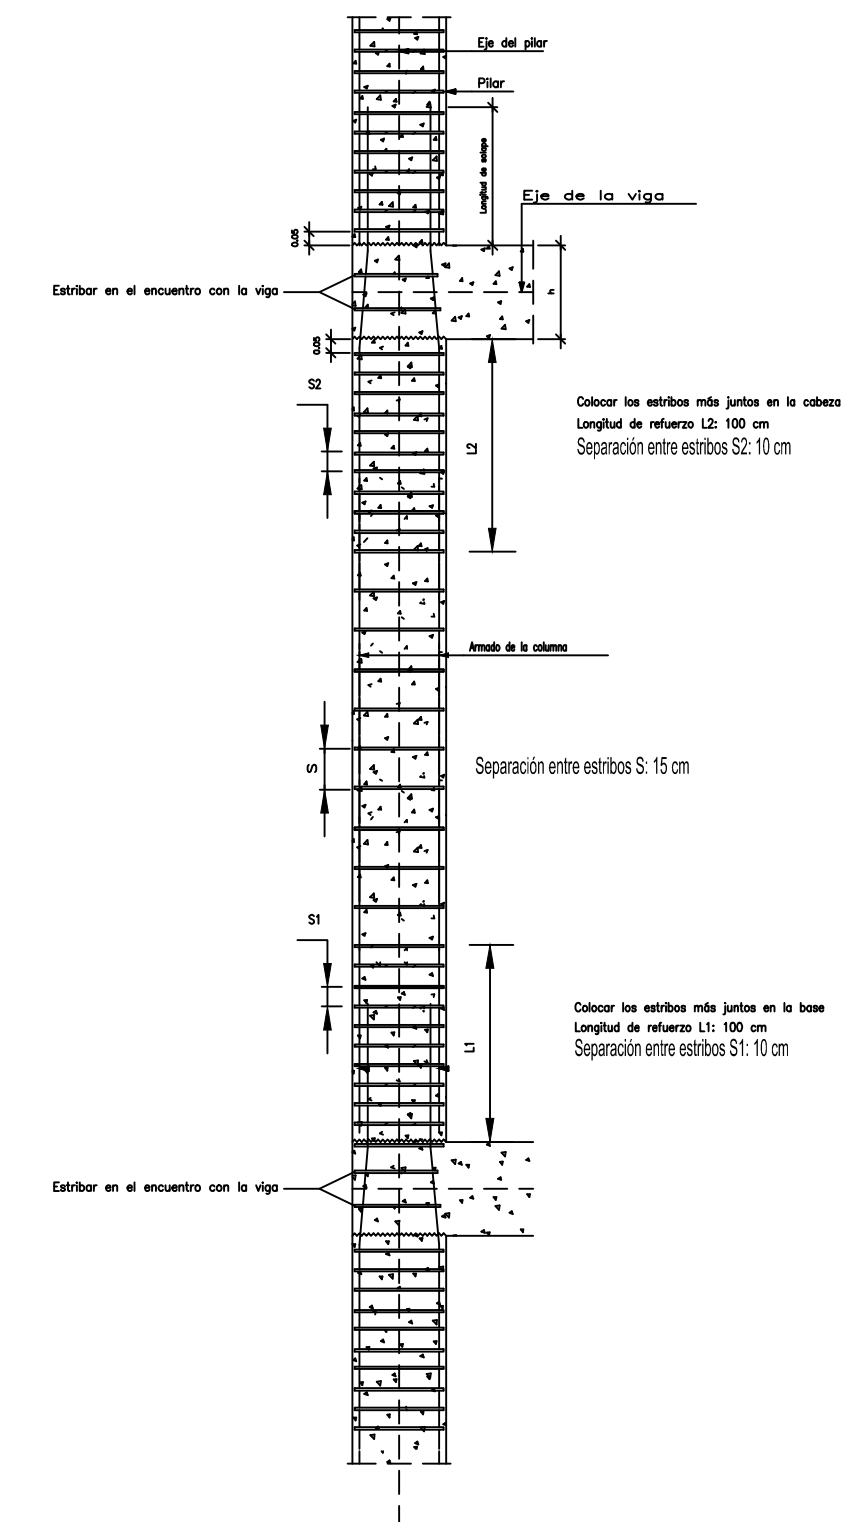 Eje del pilar
Pilar
Longitud de solape
Eje de la viga
0.05
Estribar en el encuentro con la viga
h
0.05
S2
Colocar los estribos más juntos en la cabeza
Longitud de refuerzo L2: 100 cm
Separación entre estribos S2: 10 cm
L2
Armado de la columna
S
Separación entre estribos S: 15 cm
S1
Colocar los estribos más juntos en la base
Longitud de refuerzo L1: 100 cm
Separación entre estribos S1: 10 cm
L1
Estribar en el encuentro con la viga